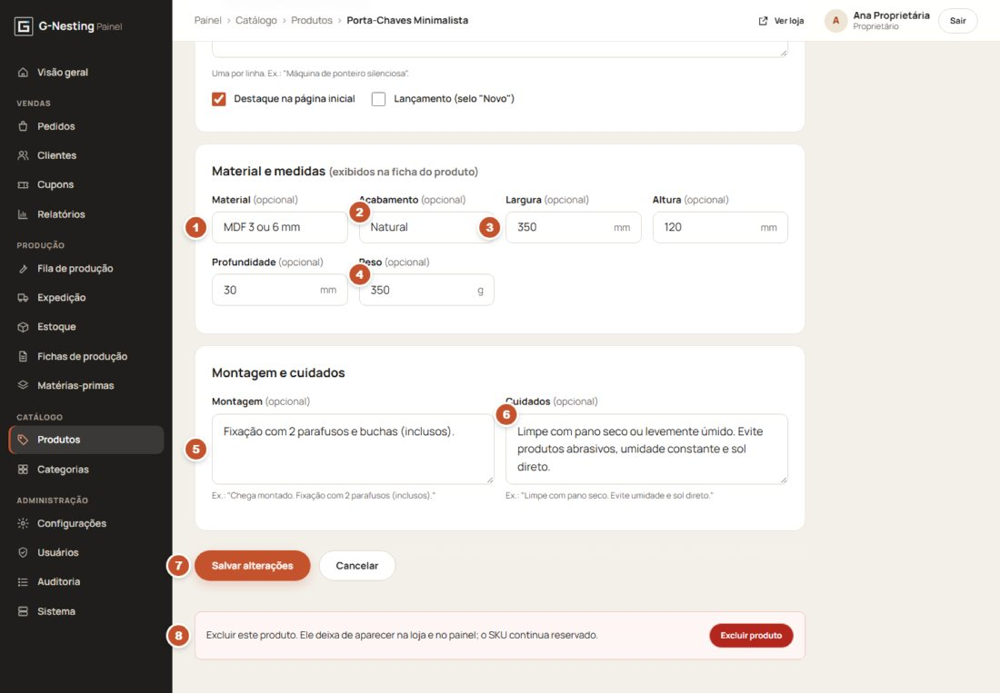 G-Nesting Painel
Painel › Catálogo › Produtos › Porta-Chaves Minimalista
Ver loja
A
Ana Proprietária
Proprietário
Sair
Visão geral
VENDAS
Pedidos
Clientes
Cupons
Relatórios
PRODUÇÃO
Fila de produção
Expedição
Estoque
Fichas de produção
Matérias-primas
CATÁLOGO
Produtos
Categorias
ADMINISTRAÇÃO
Configurações
Usuários
Auditoria
Sistema
Uma por linha. Ex.: "Máquina de ponteiro silenciosa".
Destaque na página inicial
Lançamento (selo "Novo")
Material e medidas (exibidos na ficha do produto)
Material (opcional)
Acabamento (opcional)
Largura (opcional)
Altura (opcional)
1
MDF 3 ou 6 mm
2
Natural
3
350 mm
120 mm
Profundidade (opcional)
Peso (opcional)
30 mm
4
350 g
Montagem e cuidados
Montagem (opcional)
Cuidados (opcional)
5
Fixação com 2 parafusos e buchas (inclusos).
6
Limpe com pano seco ou levemente úmido. Evite
produtos abrasivos, umidade constante e sol
direto.
Ex.: "Chega montado. Fixação com 2 parafusos (inclusos)."
Ex.: "Limpe com pano seco. Evite umidade e sol direto."
7
Salvar alterações
Cancelar
8
Excluir este produto. Ele deixa de aparecer na loja e no painel; o SKU continua reservado.
Excluir produto